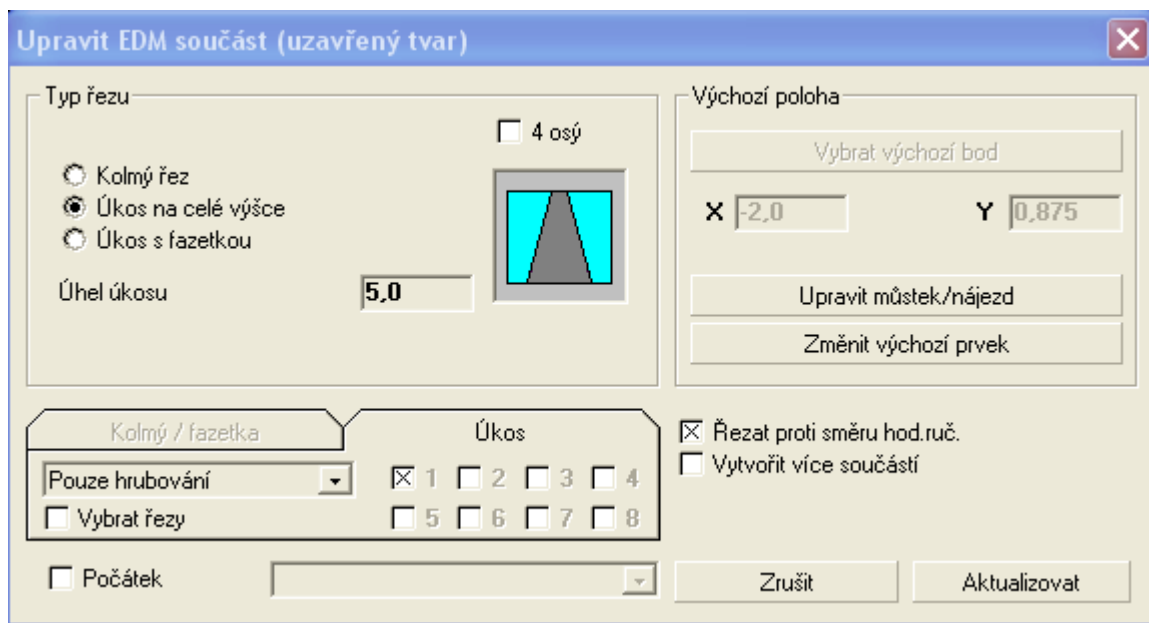 Upravit EDM součást (uzavřený tvar)
Typ řezu
4 osý
Kolmý řez
Úkos na celé výšce
Úkos s fazetkou
Úhel úkosu
5,0
Výchozí poloha
Vybrat výchozí bod
X -2,0 Y 0,875
Upravit můstek/nájezd
Změnit výchozí prvek
Kolmý / fazetka Úkos
Pouze hrubování 1 2 3 4
Vybrat řezy 5 6 7 8
Řezat proti směru hod.ruč.
Vytvořit více součástí
Počátek
Zrušit Aktualizovat